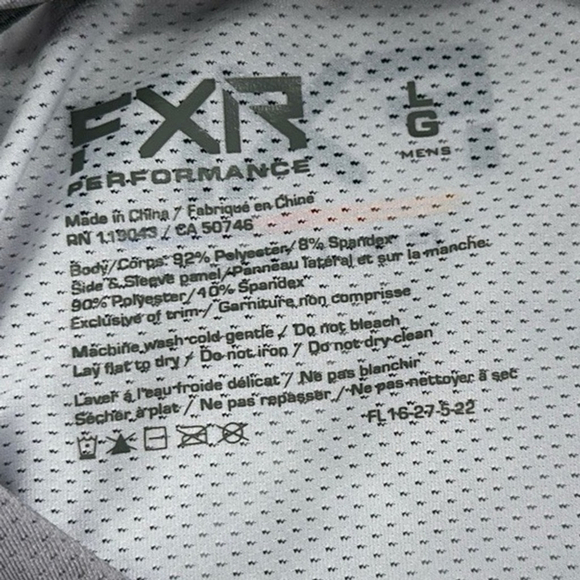 FXR
PERFORMANCE
L
G
MENS
Made in China / Fabriqué en Chine
RN 113043 / CA 50746
Body/Corps: 92% Polyester/ 8% Spandex
Side & Sleeve panel/Panneau latéral et sur la manche:
90% Polyester/ 10% Spandex
Exclusive of trim / Garniture non comprise
Machine wash cold gentle / Do not bleach
Lay flat to dry / Do not iron / Do not dry clean
Laver à l'eau froide délicat / Ne pas blanchir
Sécher à plat / Ne pas repasser / Ne pas nettoyer à sec
FL16-27-5-22